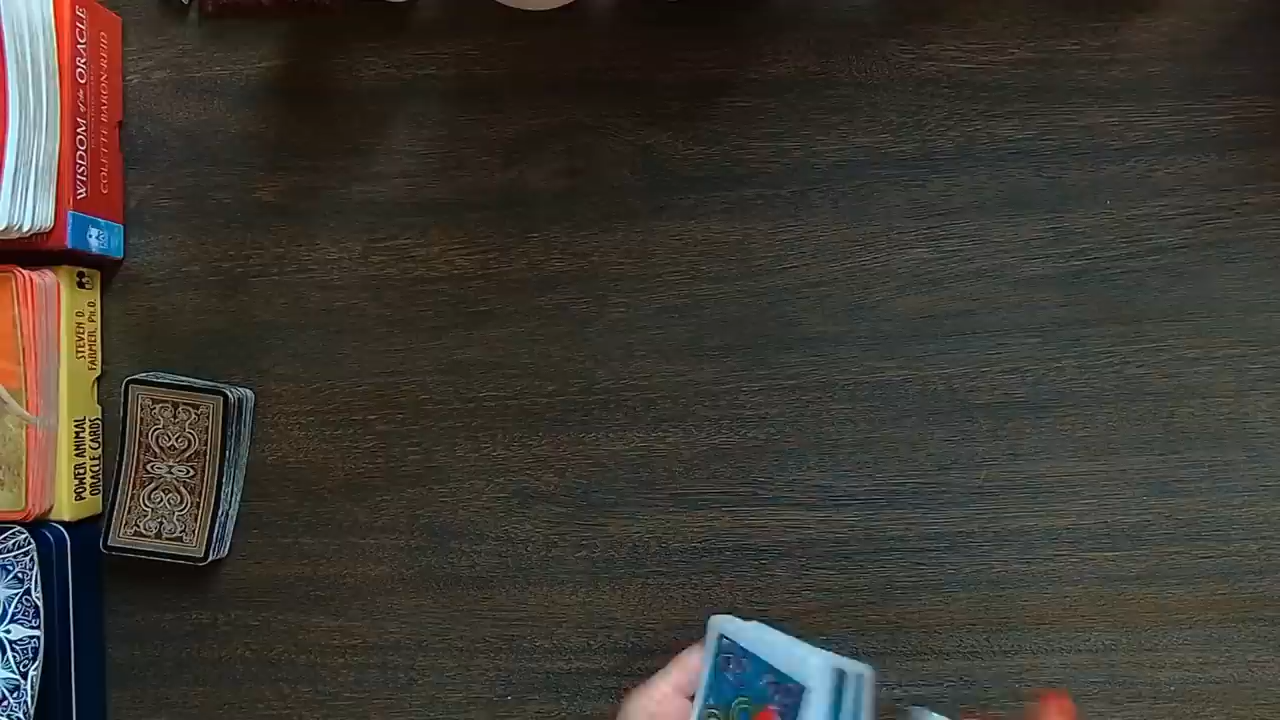 WISDOM of the ORACLE
COLETTE BARON-REID
STEVEN D.
FARMER, Ph.D.
POWER ANIMAL
ORACLE CARDS